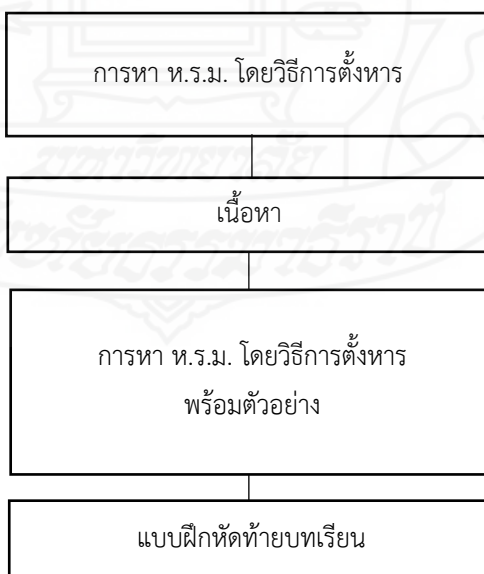 การหา ห.ร.ม. โดยวิธีการตั้งหาร
เนื้อหา
การหา ห.ร.ม. โดยวิธีการตั้งหาร
พร้อมตัวอย่าง
แบบฝึกหัดท้ายบทเรียน